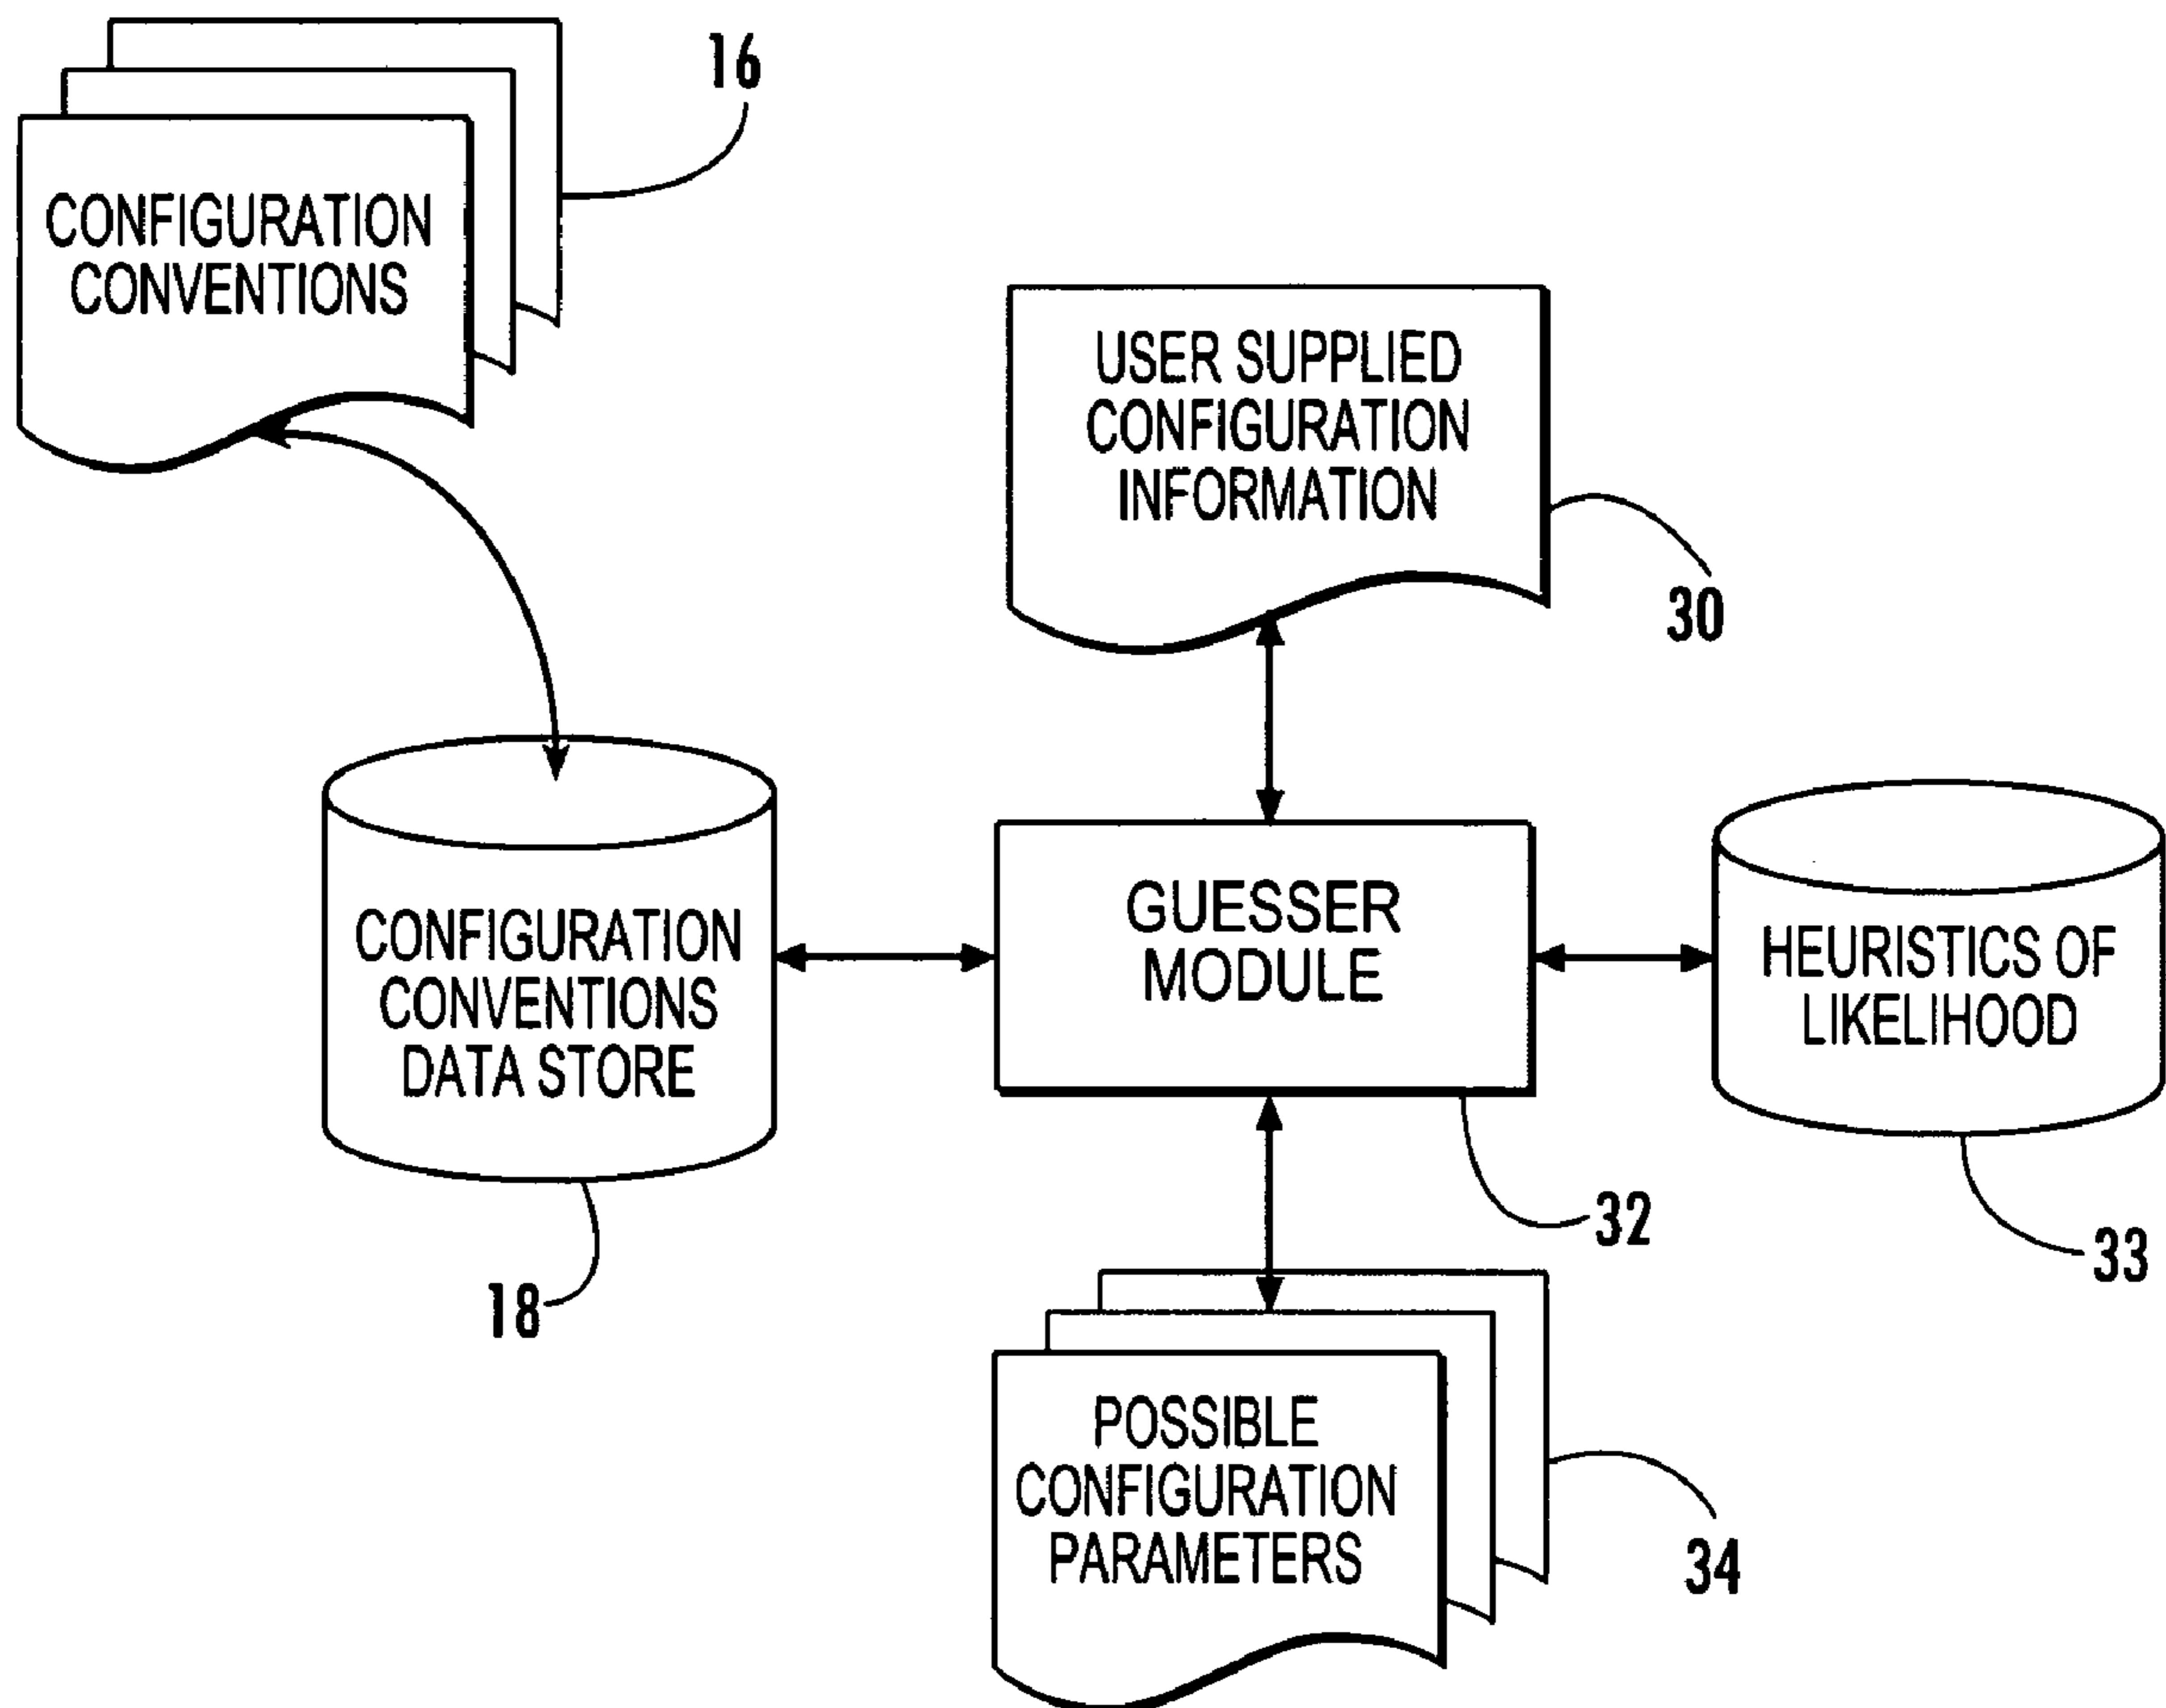 16
CONFIGURATION
CONVENTIONS
USER SUPPLIED
CONFIGURATION
INFORMATION
30
CONFIGURATION
CONVENTIONS
DATA STORE
18
GUESSER
MODULE
32
HEURISTICS OF
LIKELIHOOD
33
POSSIBLE
CONFIGURATION
PARAMETERS
34